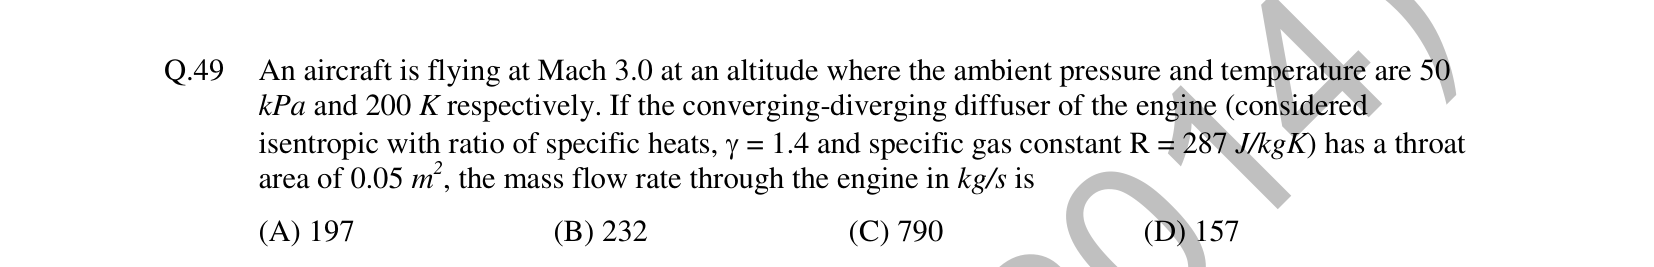 Q.49 An aircraft is flying at Mach 3.0 at an altitude where the ambient pressure and temperature are 50
kPa and 200 K respectively. If the converging-diverging diffuser of the engine (considered
isentropic with ratio of specific heats, γ = 1.4 and specific gas constant R = 287 J/kgK) has a throat
area of 0.05 m², the mass flow rate through the engine in kg/s is
(A) 197 (B) 232 (C) 790 (D) 157
014)